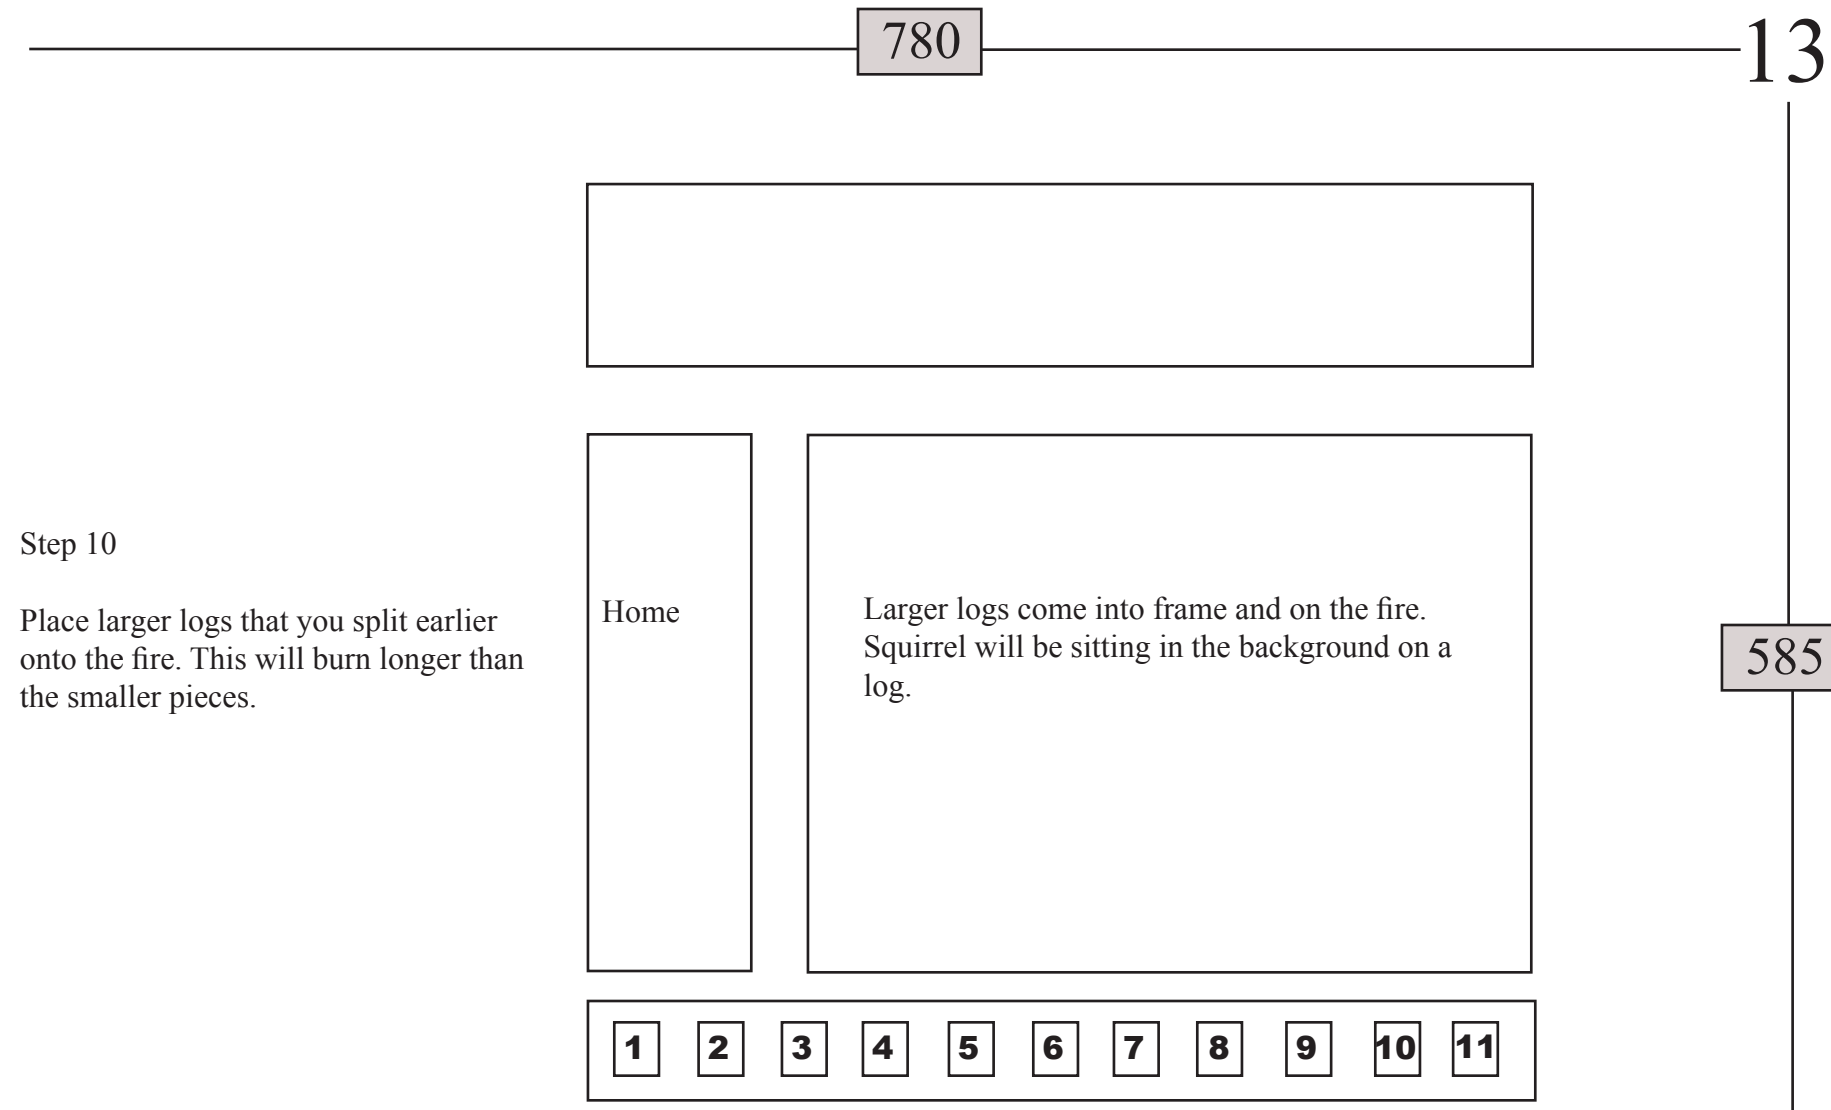 780
13
Step 10
Place larger logs that you split earlier
onto the fire. This will burn longer than
the smaller pieces.
Home
Larger logs come into frame and on the fire.
Squirrel will be sitting in the background on a
log.
585
1 2 3 4 5 6 7 8 9 10 11